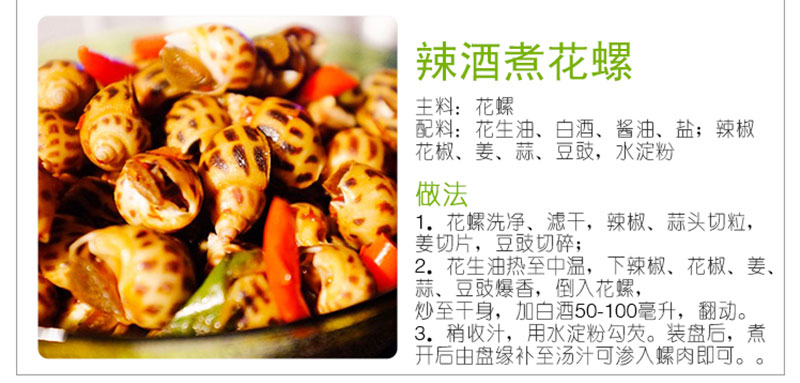 辣酒煮花螺
主料：花螺
配料：花生油、白酒、酱油、盐；辣椒
花椒、姜、蒜、豆豉，水淀粉
做法
1．花螺洗净、滤干，辣椒、蒜头切粒，
姜切片，豆豉切碎；
2．花生油热至中温，下辣椒、花椒、姜、
蒜、豆豉爆香，倒入花螺，
炒至干身，加白酒50-100毫升，翻动。
3．稍收汁，用水淀粉勾芡。装盘后，煮
开后由盘缘补至汤汁可渗入螺肉即可。。